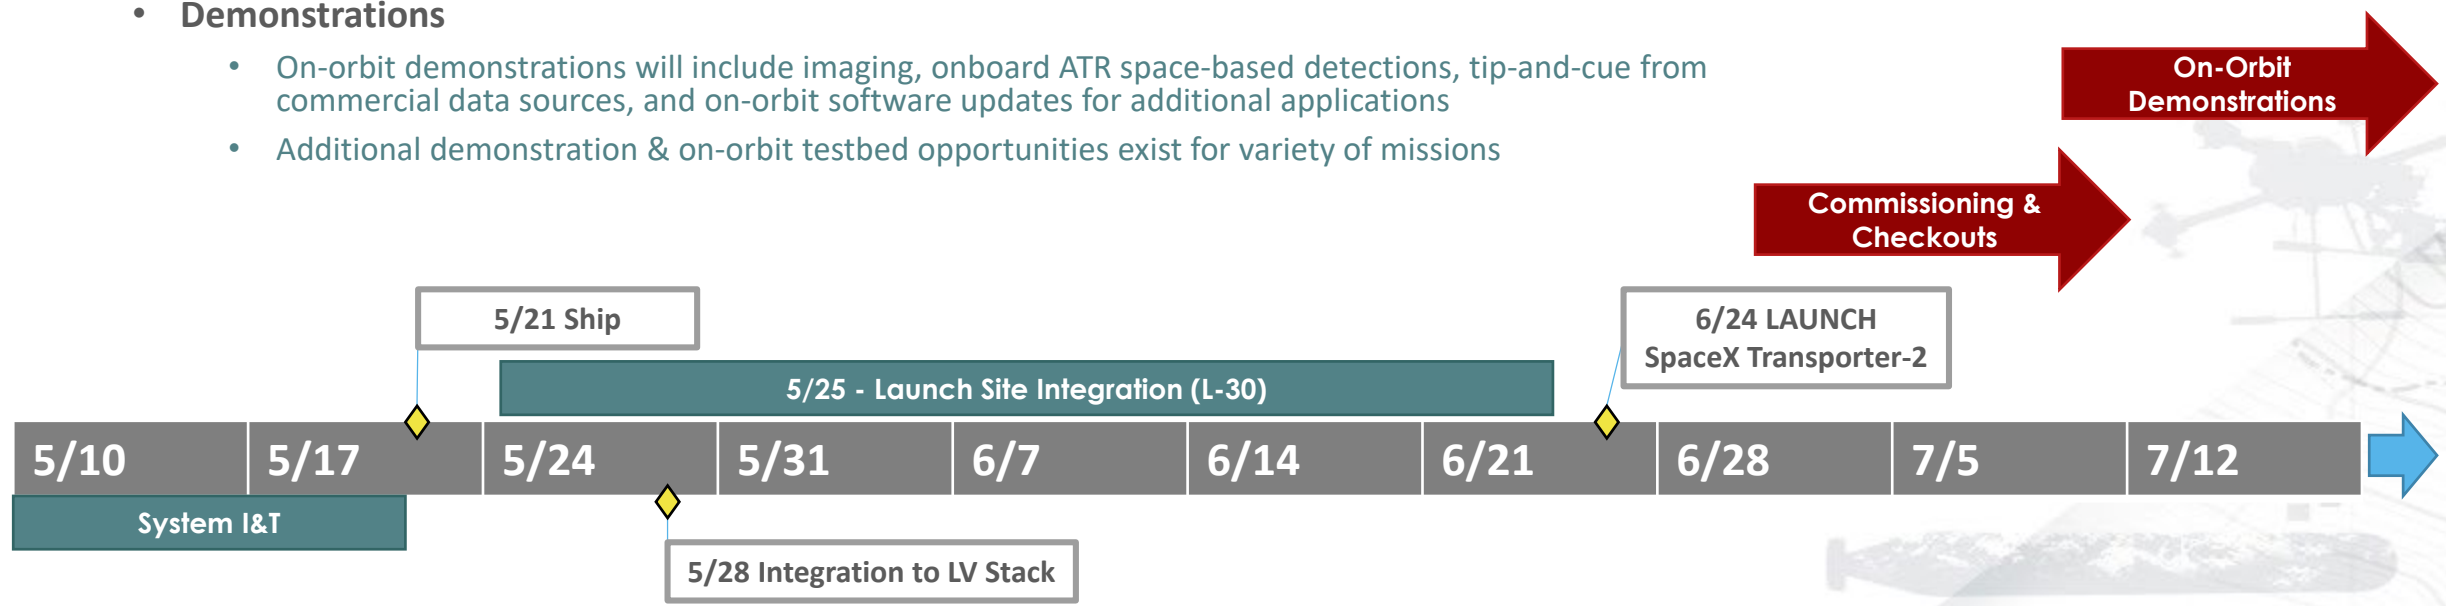 • Demonstrations
• On-orbit demonstrations will include imaging, onboard ATR space-based detections, tip-and-cue from
commercial data sources, and on-orbit software updates for additional applications
• Additional demonstration & on-orbit testbed opportunities exist for variety of missions
On-Orbit
Demonstrations
Commissioning &
Checkouts
5/21 Ship
6/24 LAUNCH
SpaceX Transporter-2
5/25 - Launch Site Integration (L-30)
5/10
5/17
5/24
5/31
6/7
6/14
6/21
6/28
7/5
7/12
System I&T
5/28 Integration to LV Stack